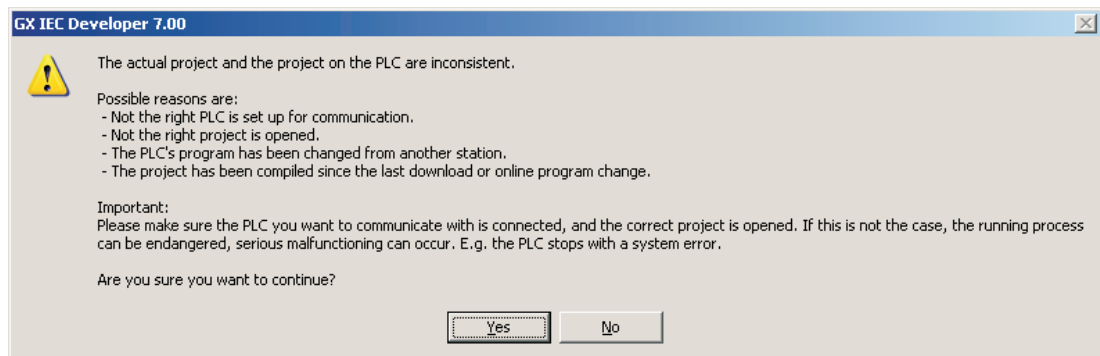 GX IEC Developer 7.00
The actual project and the project on the PLC are inconsistent.
Possible reasons are:
- Not the right PLC is set up for communication.
- Not the right project is opened.
- The PLC's program has been changed from another station.
- The project has been compiled since the last download or online program change.
Important:
Please make sure the PLC you want to communicate with is connected, and the correct project is opened. If this is not the case, the running process
can be endangered, serious malfunctioning can occur. E.g. the PLC stops with a system error.
Are you sure you want to continue?
Yes No